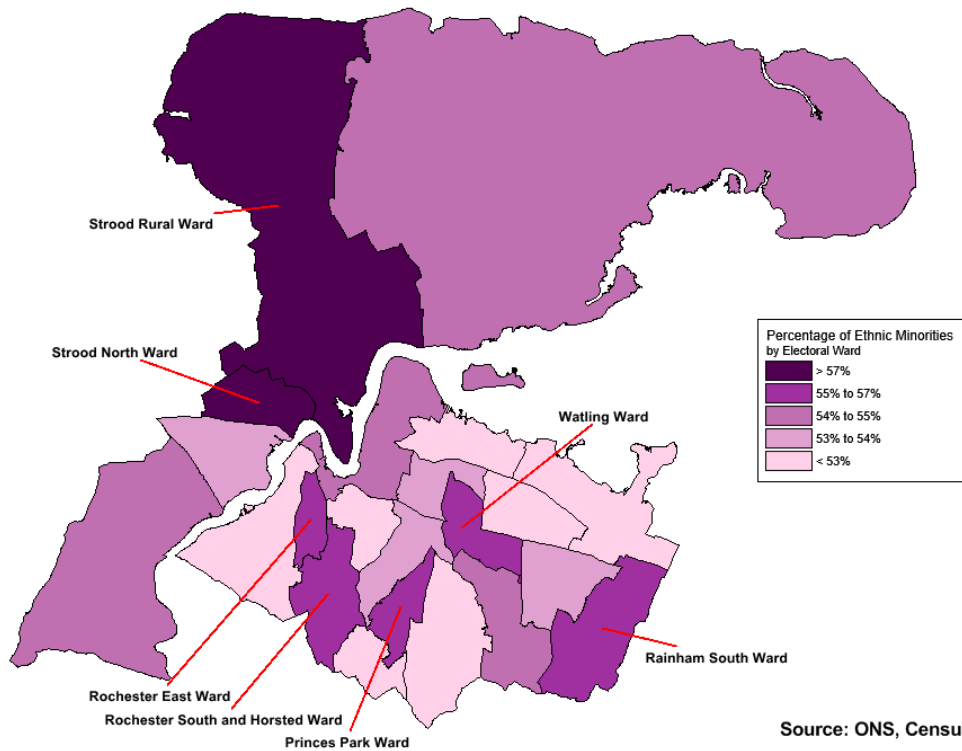 Strood Rural Ward
Strood North Ward
Percentage of Ethnic Minorities
by Electoral Ward
> 57%
55% to 57%
54% to 55%
53% to 54%
< 53%
Watling Ward
Rainham South Ward
Rochester East Ward
Rochester South and Horsted Ward
Princes Park Ward
Source: ONS, Censu